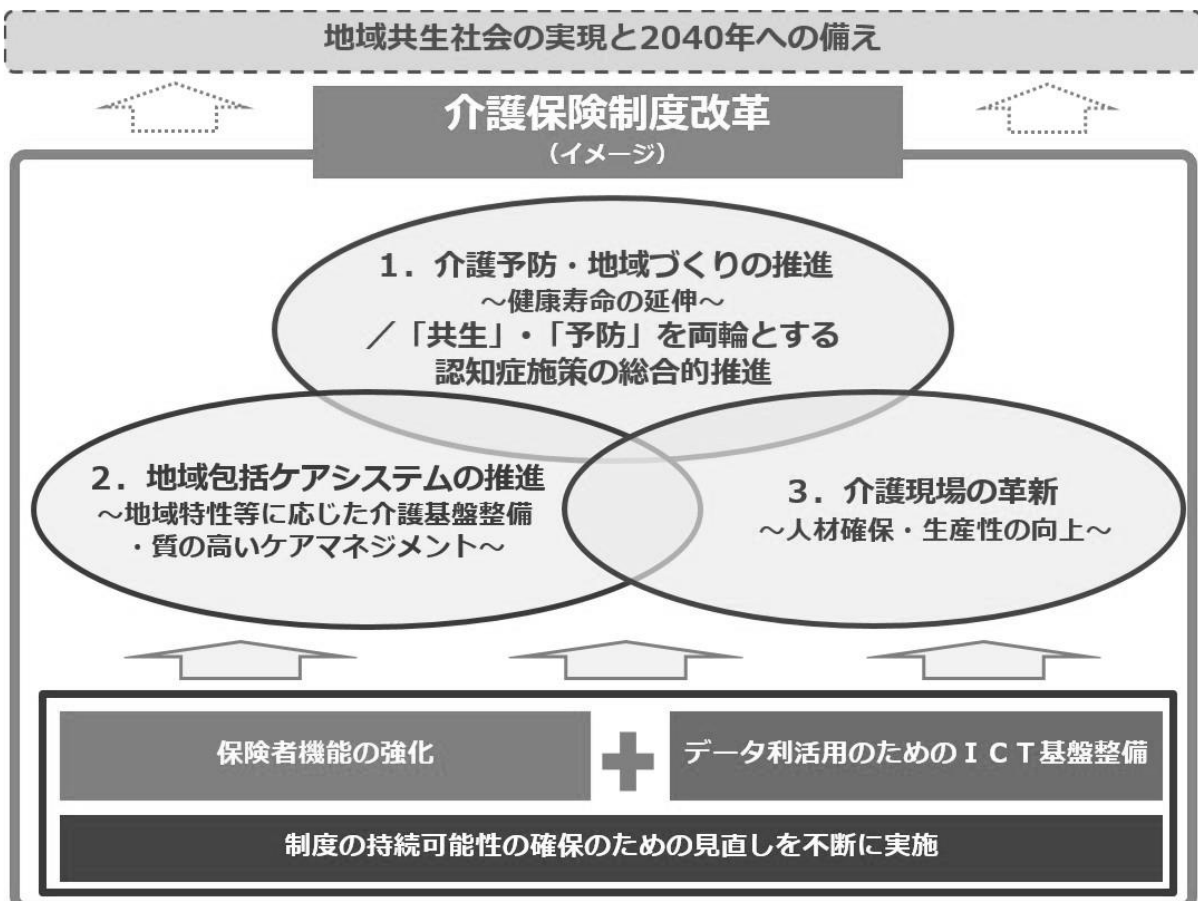 地域共生社会の実現と2040年への備え
介護保険制度改革
（イメージ）
１．介護予防・地域づくりの推進
～健康寿命の延伸～
／「共生」・「予防」を両輪とする
認知症施策の総合的推進
２．地域包括ケアシステムの推進
～地域特性等に応じた介護基盤整備
・質の高いケアマネジメント～
３．介護現場の革新
～人材確保・生産性の向上～
保険者機能の強化
データ利活用のためのＩＣＴ基盤整備
制度の持続可能性の確保のための見直しを不断に実施